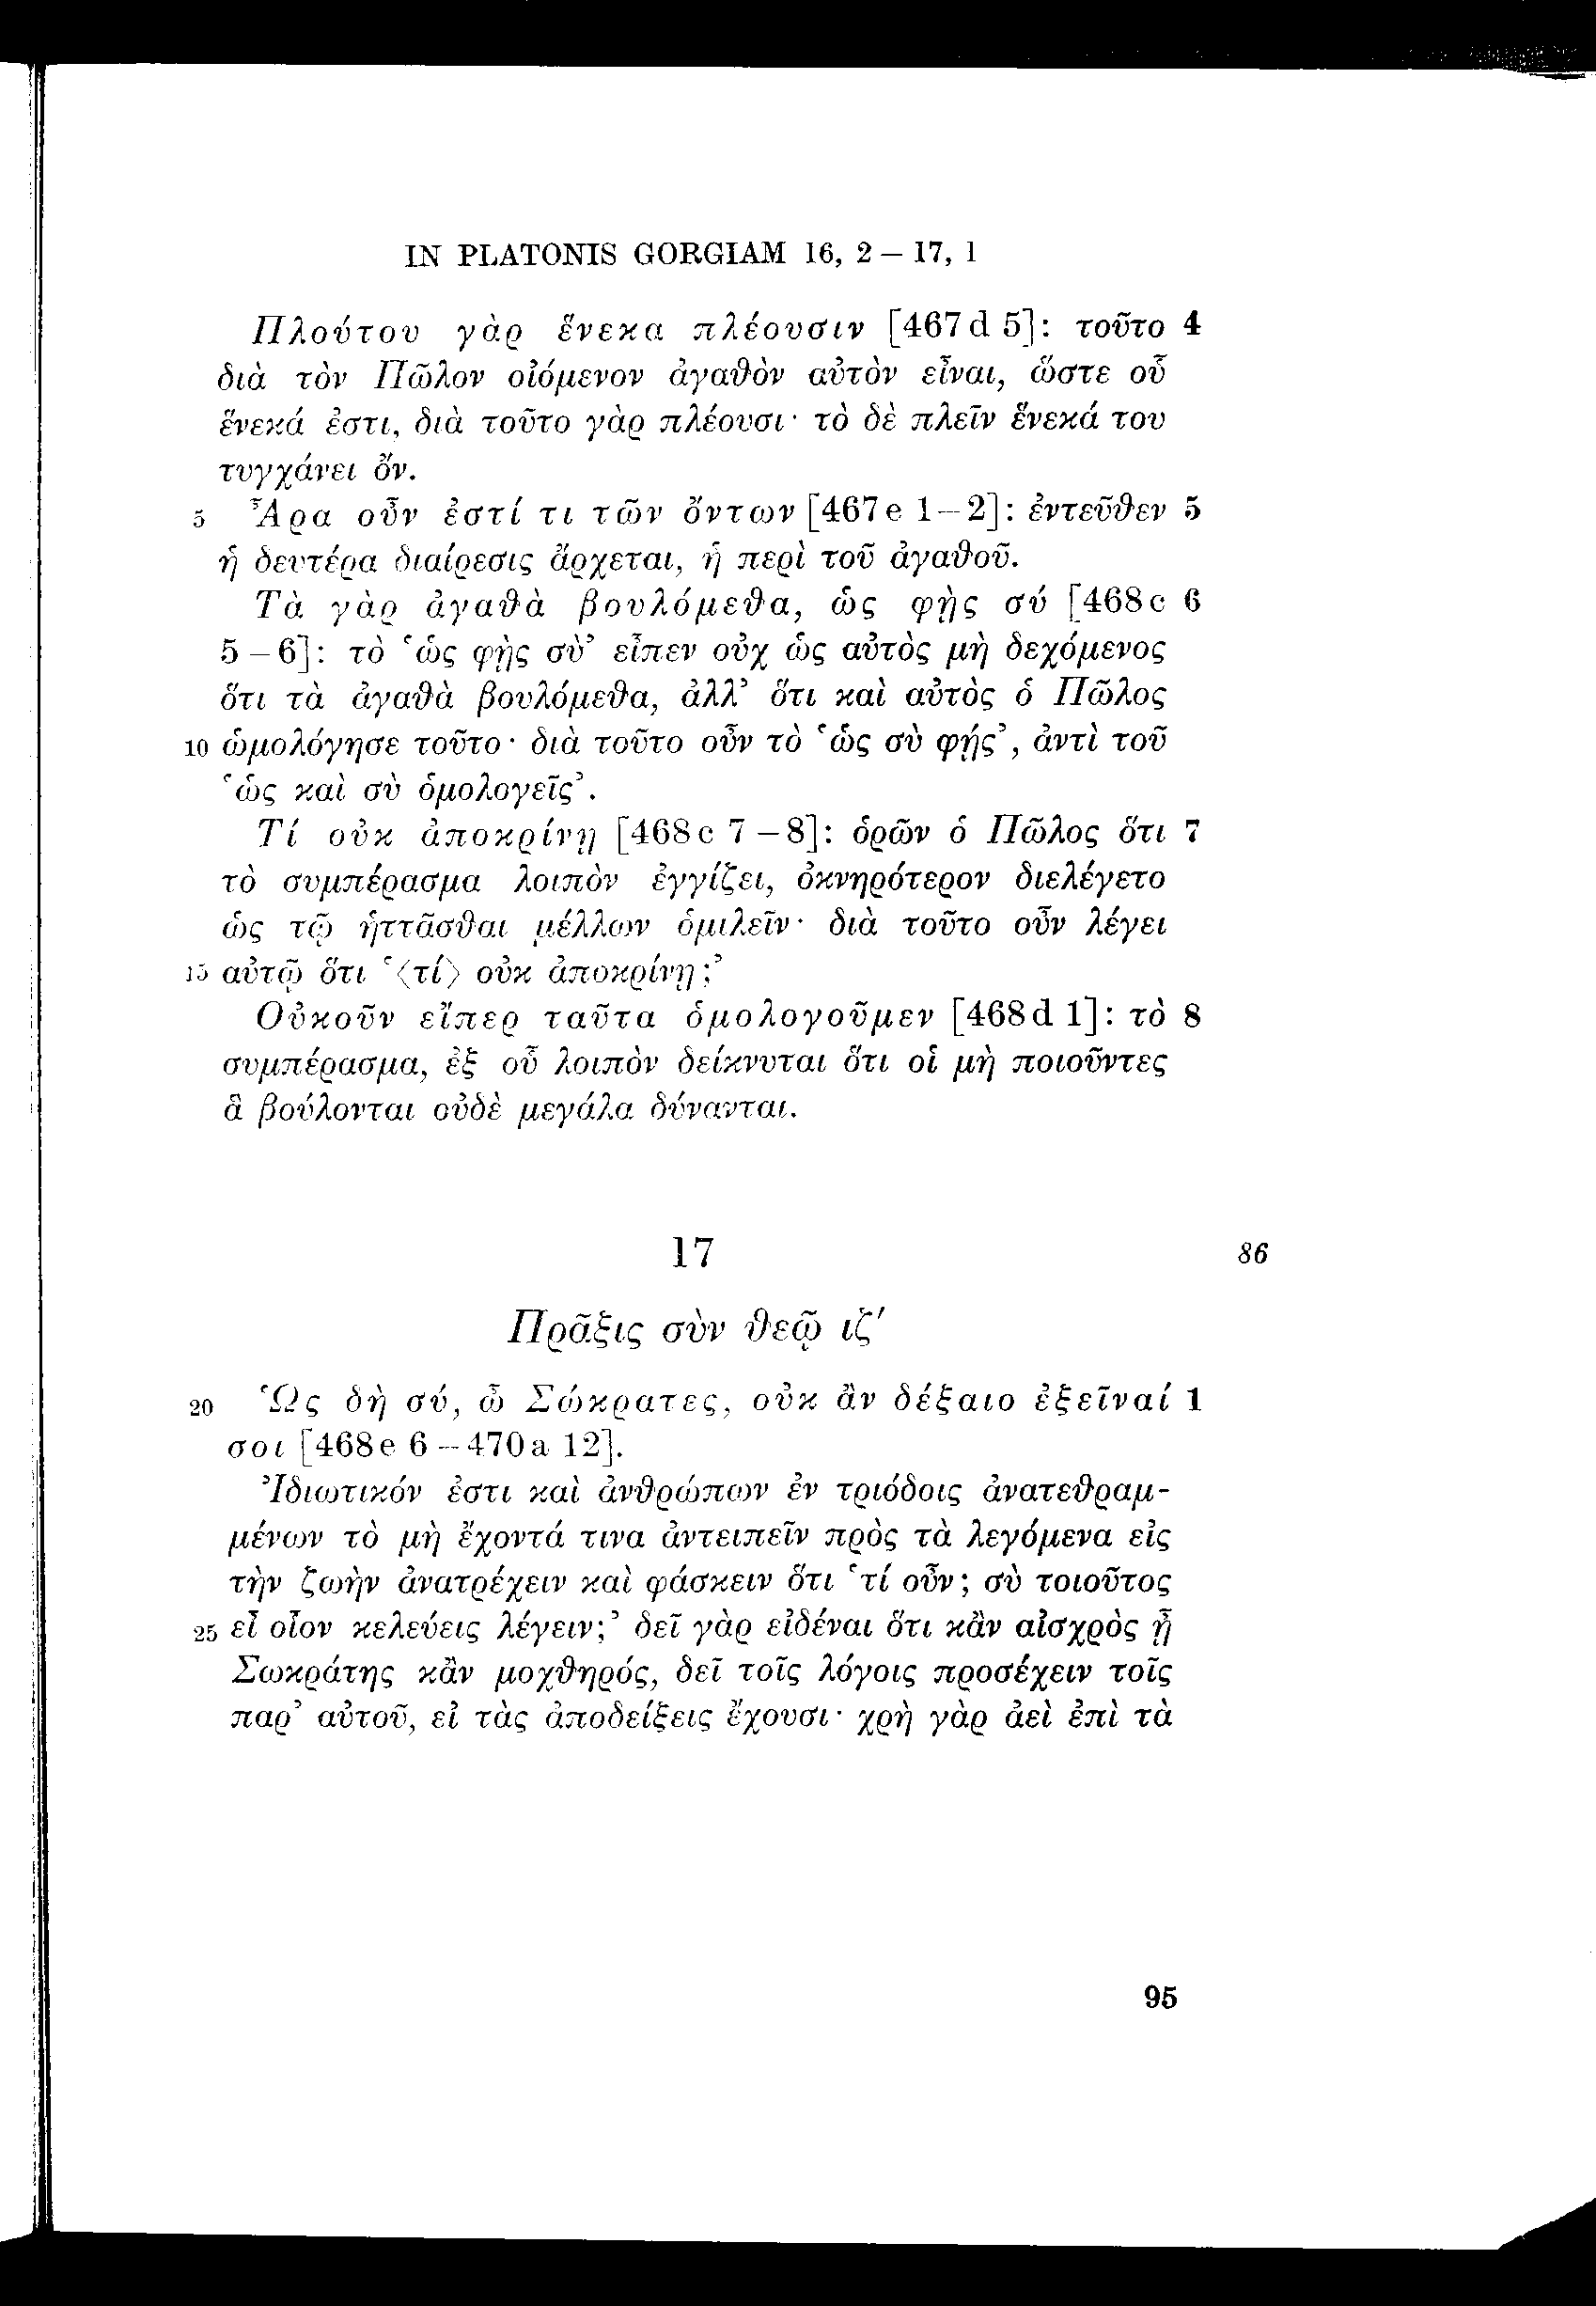 IN PLATONIS GORGIAM 16, 2 – 17, 1
Πλούτου γὰρ ἕνεκα πλέουσιν [467 d 5]: τοῦτο 4
διὰ τὸν Πῶλον οἰόμενον ἀγαθὸν αὐτὸν εἶναι, ὥστε οὗ
ἕνεκά ἐστι, διὰ τοῦτο γὰρ πλέουσι· τὸ δὲ πλεῖν ἕνεκά του
τυγχάνει ὄν.
5 Ἆρα οὖν ἐστί τι τῶν ὄντων [467 e 1 – 2]: ἐντεῦθεν 5
ἡ δευτέρα διαίρεσις ἄρχεται, ἡ περὶ τοῦ ἀγαθοῦ.
Τὰ γὰρ ἀγαθὰ βουλόμεθα, ὡς φῂς σύ [468 c 6
5 – 6]: τὸ ‘ὡς φῂς σὺ’ εἶπεν οὐχ ὡς αὐτὸς μὴ δεχόμενος
ὅτι τὰ ἀγαθὰ βουλόμεθα, ἀλλ’ ὅτι καὶ αὐτὸς ὁ Πῶλος
10 ὡμολόγησε τοῦτο· διὰ τοῦτο οὖν τὸ ‘ὡς σὺ φῄς’, ἀντὶ τοῦ
‘ὡς καὶ σὺ ὁμολογεῖς’.
Τί οὐκ ἀποκρίνῃ [468 c 7 – 8]: ὁρῶν ὁ Πῶλος ὅτι 7
τὸ συμπέρασμα λοιπὸν ἐγγίζει, ὀκνηρότερον διελέγετο
ὡς τῷ ἡττᾶσθαι μέλλων ὁμιλεῖν· διὰ τοῦτο οὖν λέγει
15 αὐτῷ ὅτι ‘⟨τί⟩ οὐκ ἀποκρίνῃ;’
Οὐκοῦν εἴπερ ταῦτα ὁμολογοῦμεν [468 d 1]: τὸ 8
συμπέρασμα, ἐξ οὗ λοιπὸν δείκνυται ὅτι οἱ μὴ ποιοῦντες
ἃ βούλονται οὐδὲ μεγάλα δύνανται.
17 86
Πρᾶξις σὺν θεῷ ιζ′
20 Ὡς δὴ σύ, ὦ Σώκρατες, οὐκ ἂν δέξαιο ἐξεῖναί 1
σοι [468 e 6 – 470 a 12].
Ἰδιωτικόν ἐστι καὶ ἀνθρώπων ἐν τριόδοις ἀνατεθραμ-
μένων τὸ μὴ ἔχοντά τινα ἀντειπεῖν πρὸς τὰ λεγόμενα εἰς
τὴν ζωὴν ἀνατρέχειν καὶ φάσκειν ὅτι ‘τί οὖν; σὺ τοιοῦτος
25 εἶ οἷον κελεύεις λέγειν;’ δεῖ γὰρ εἰδέναι ὅτι κἂν αἰσχρὸς ᾖ
Σωκράτης κἂν μοχθηρός, δεῖ τοῖς λόγοις προσέχειν τοῖς
παρ’ αὐτοῦ, εἰ τὰς ἀποδείξεις ἔχουσι· χρὴ γὰρ ἀεὶ ἐπὶ τὰ
95